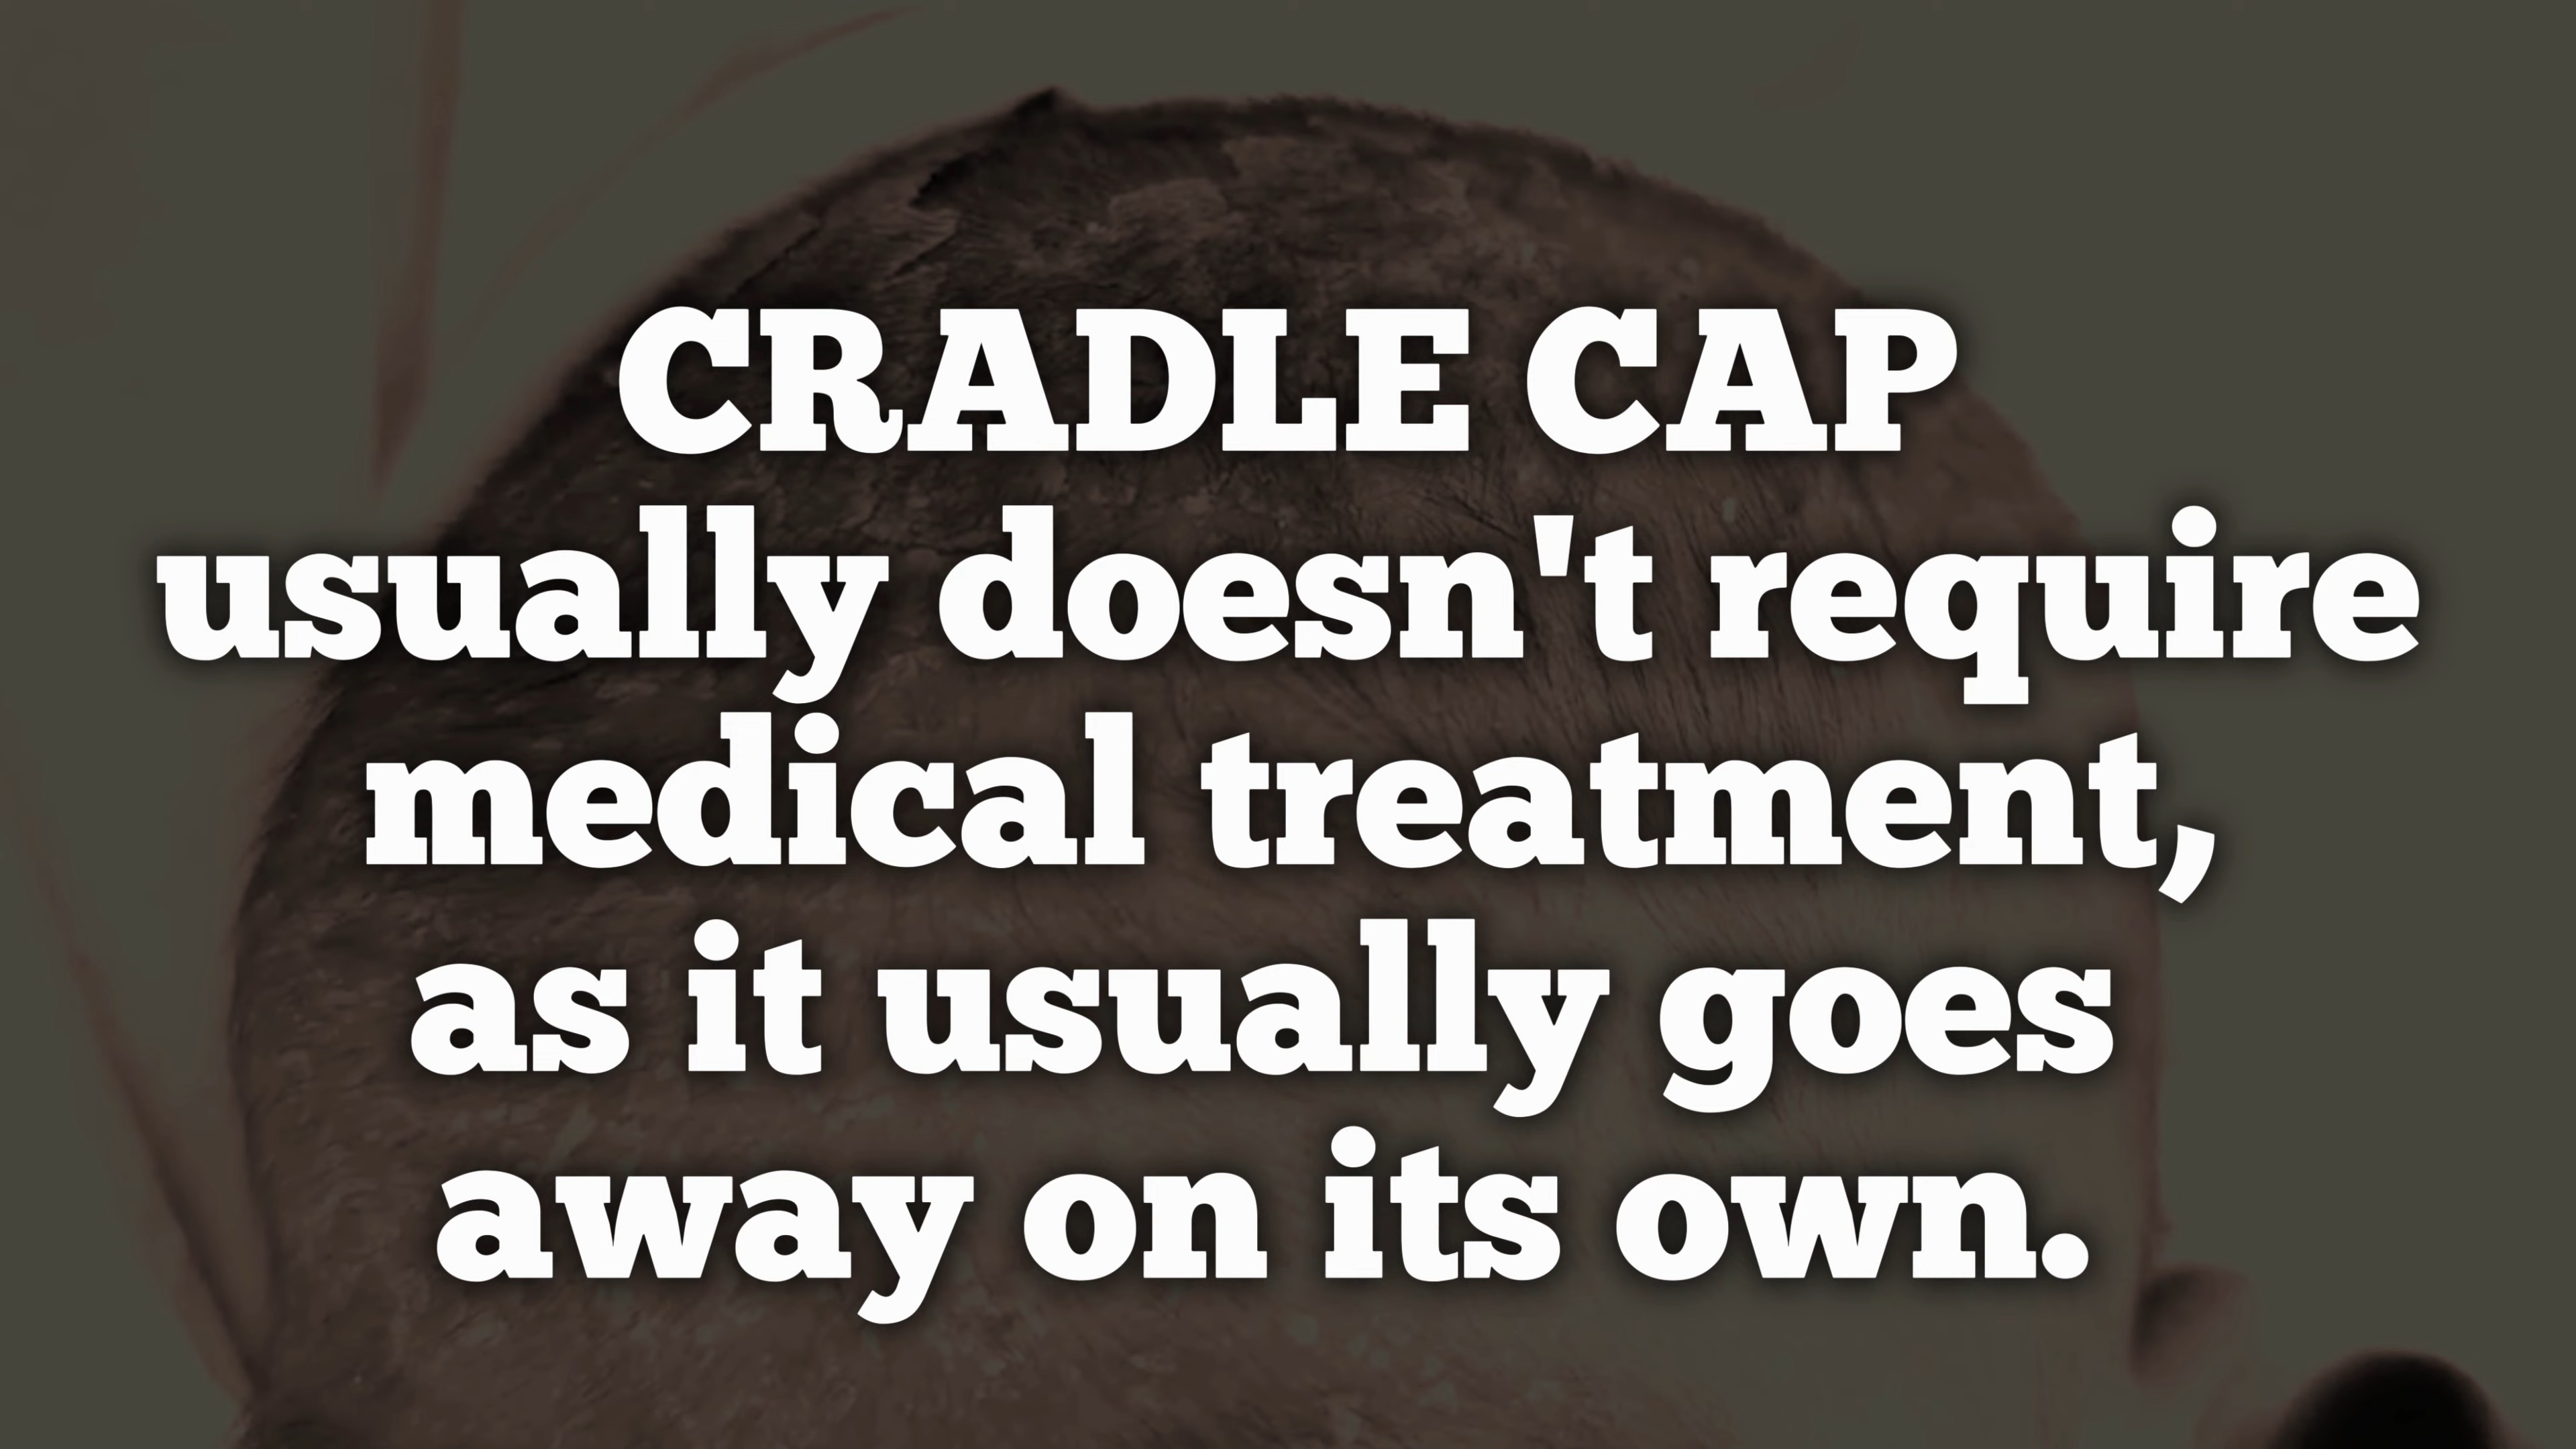 CRADLE CAP
usually doesn't require
medical treatment,
as it usually goes
away on its own.